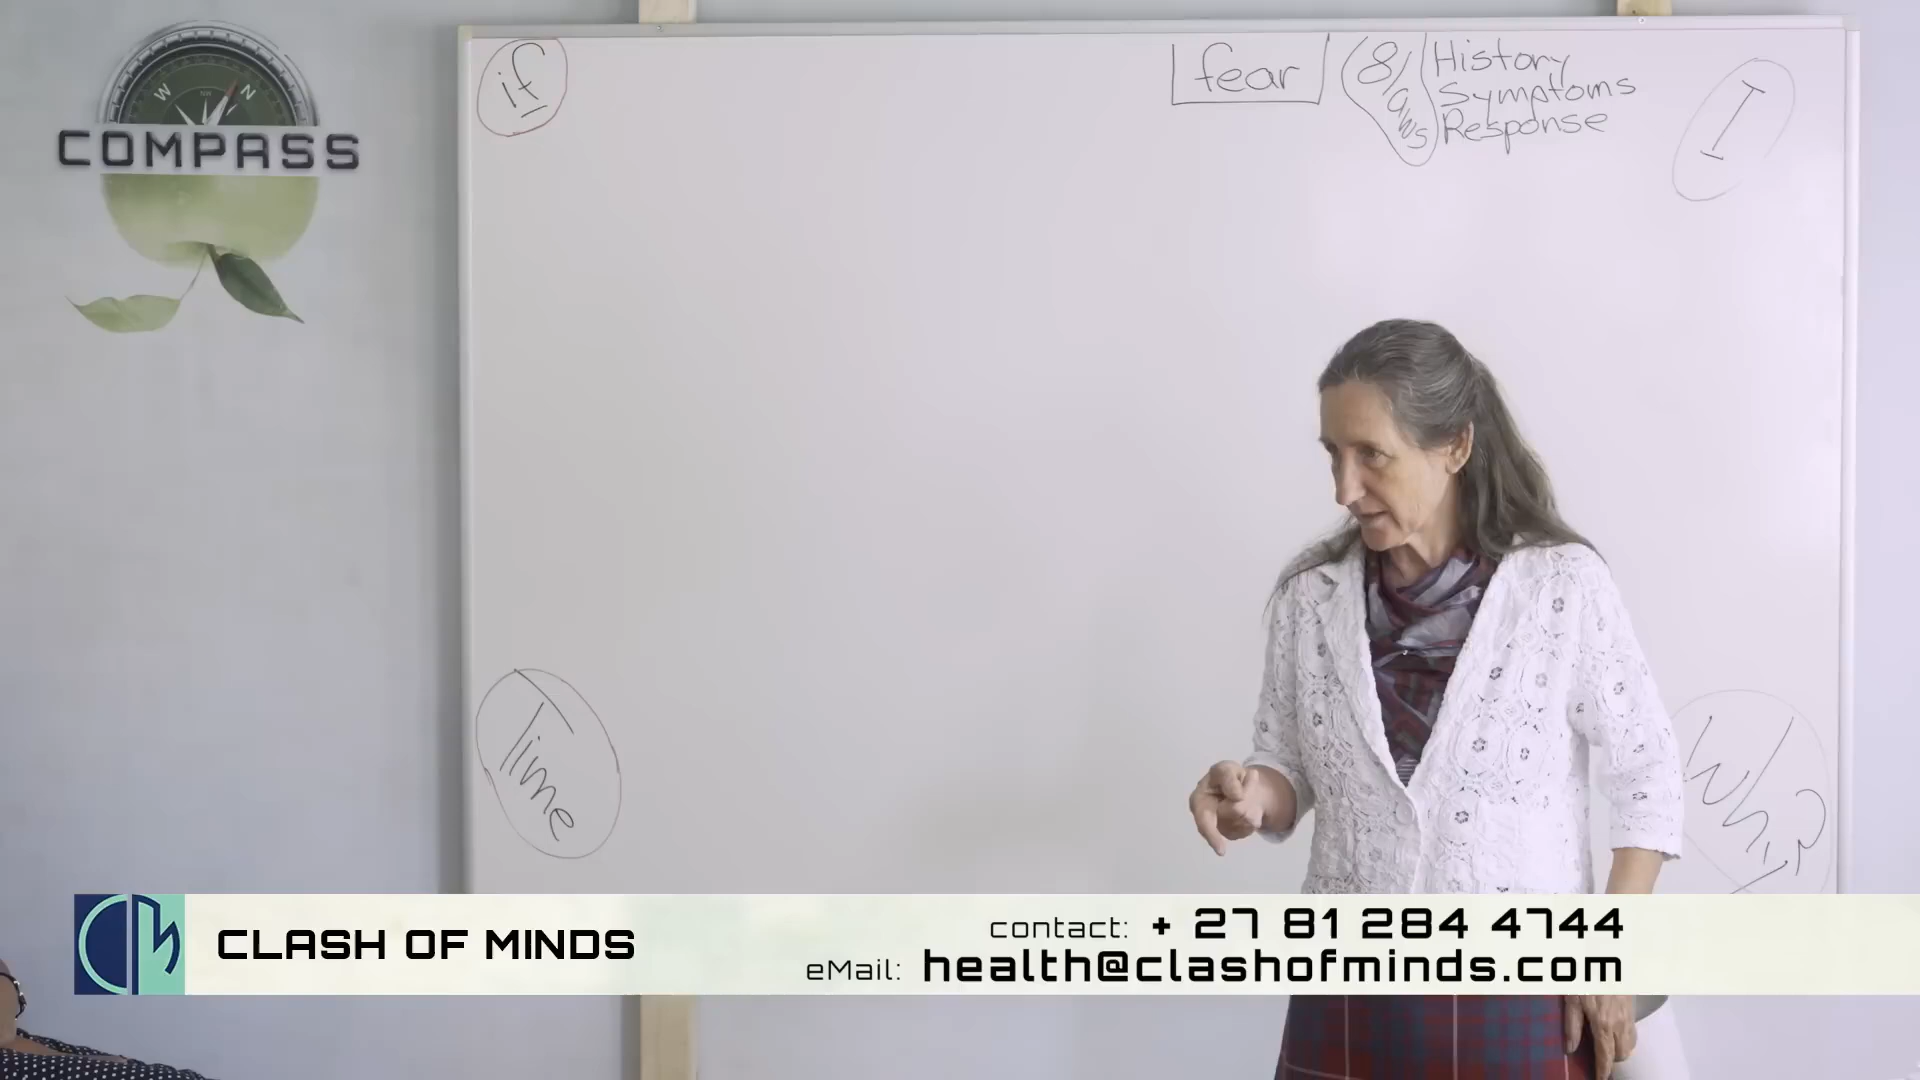 W
NW
N
COMPASS
if
fear
8 laws
History
Symptoms
Response
I
Time
Why?
CLASH OF MINDS
contact: + 27 81 284 4744
eMail: health@clashofminds.com